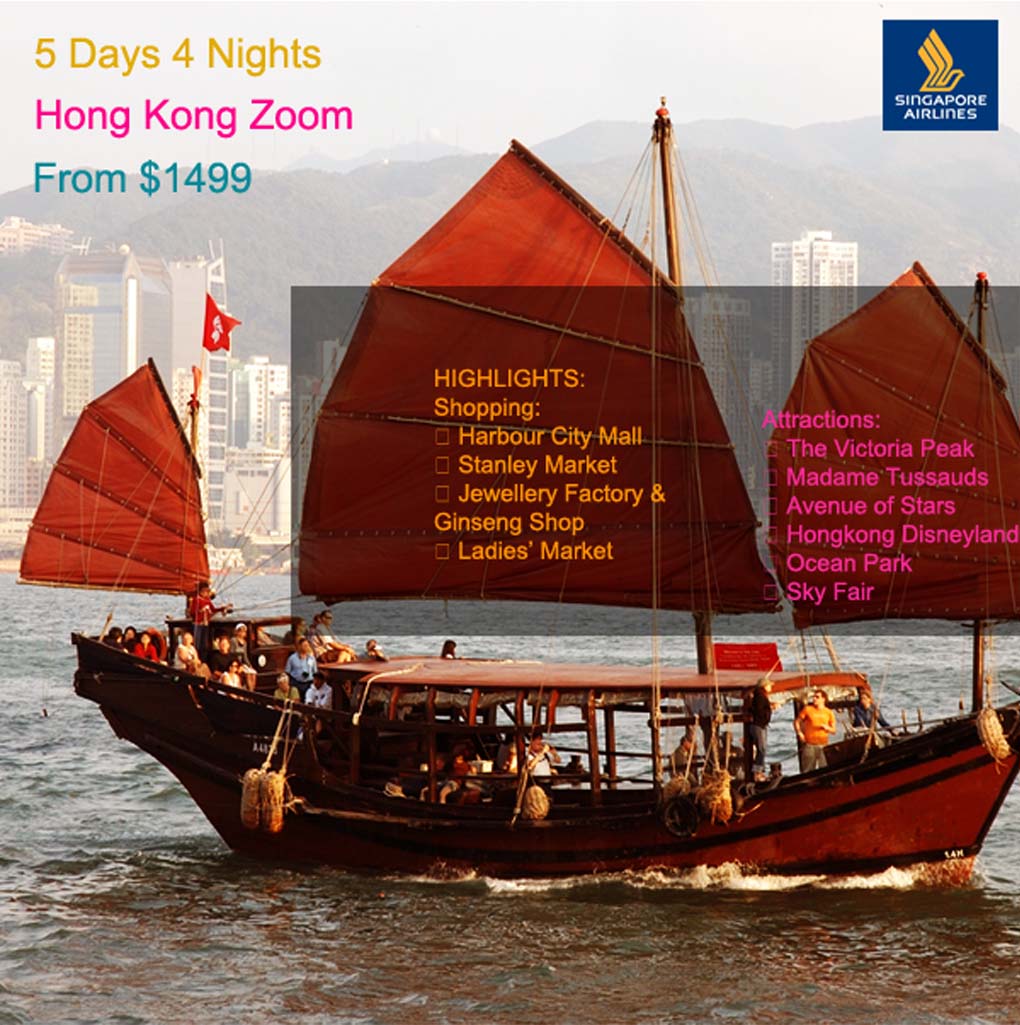 5 Days 4 Nights
Hong Kong Zoom
From $1499
SINGAPORE
AIRLINES
HIGHLIGHTS:
Shopping:
Harbour City Mall
Stanley Market
Jewellery Factory &
Ginseng Shop
Ladies’ Market
Attractions:
The Victoria Peak
Madame Tussauds
Avenue of Stars
Hongkong Disneyland
Ocean Park
Sky Fair